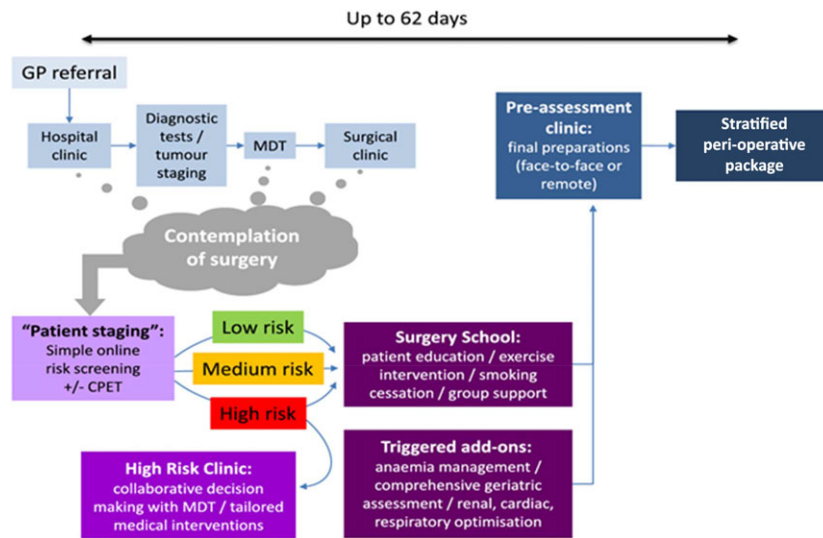 Up to 62 days
GP referral
Hospital
clinic
Diagnostic
tests /
tumour
staging
MDT
Surgical
clinic
Contemplation
of surgery
Pre-assessment
clinic:
final preparations
(face-to-face or
remote)
Stratified
peri-operative
package
“Patient staging”:
Simple online
risk screening
+/- CPET
Low risk
Medium risk
High risk
Surgery School:
patient education / exercise
intervention / smoking
cessation / group support
High Risk Clinic:
collaborative decision
making with MDT / tailored
medical interventions
Triggered add-ons:
anaemia management /
comprehensive geriatric
assessment / renal, cardiac,
respiratory optimisation